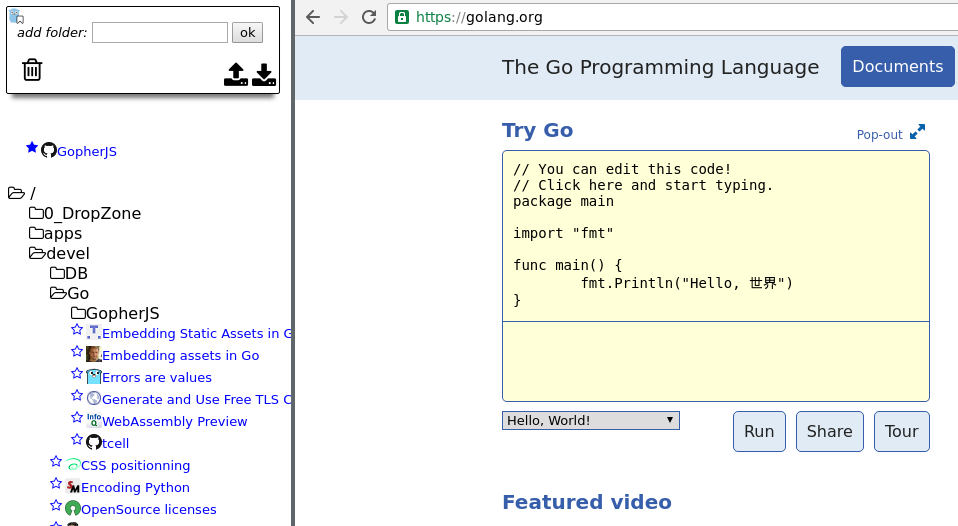 add folder:
ok
GopherJS
/
0_DropZone
apps
devel
DB
Go
GopherJS
Embedding Static Assets in G
Embedding assets in Go
Errors are values
Generate and Use Free TLS C
Info
WebAssembly Preview
tcell
CSS positionning
Encoding Python
OpenSource licenses
https://golang.org
The Go Programming Language
Documents
Try Go
Pop-out
// You can edit this code!
// Click here and start typing.
package main
import "fmt"
func main() {
fmt.Println("Hello, 世界")
}
Hello, World!
Run
Share
Tour
Featured video